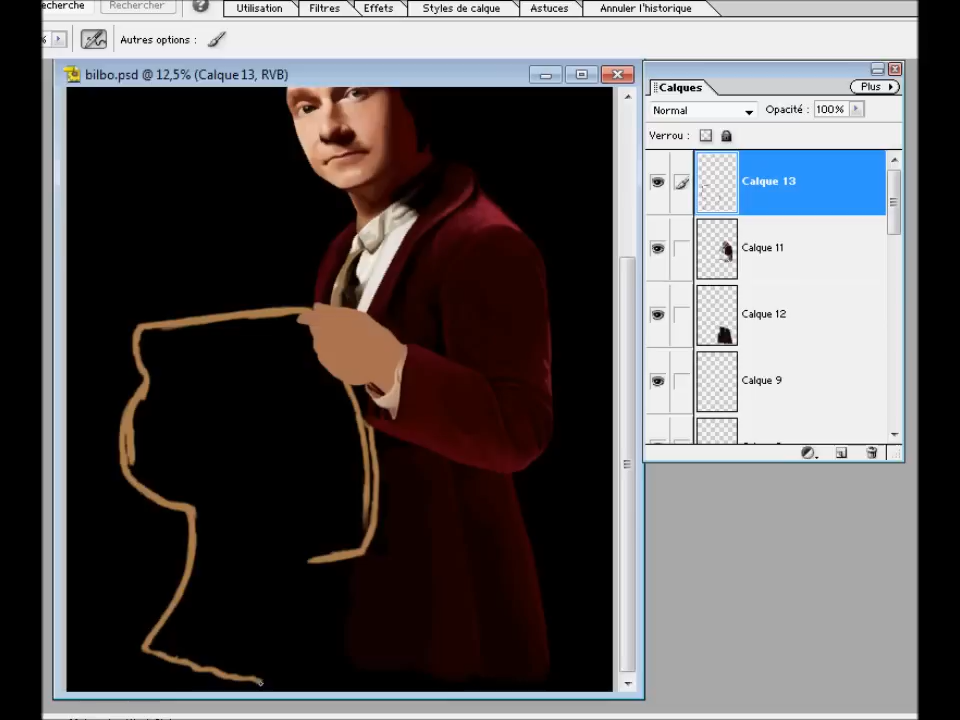 echerche Rechercher Utilisation Filtres Effets Styles de calque Astuces Annuler l'historique
% Autres options :
bilbo.psd @ 12,5% (Calque 13, RVB)
Calques Plus
Normal Opacité : 100%
Verrou :
Calque 13
Calque 11
Calque 12
Calque 9